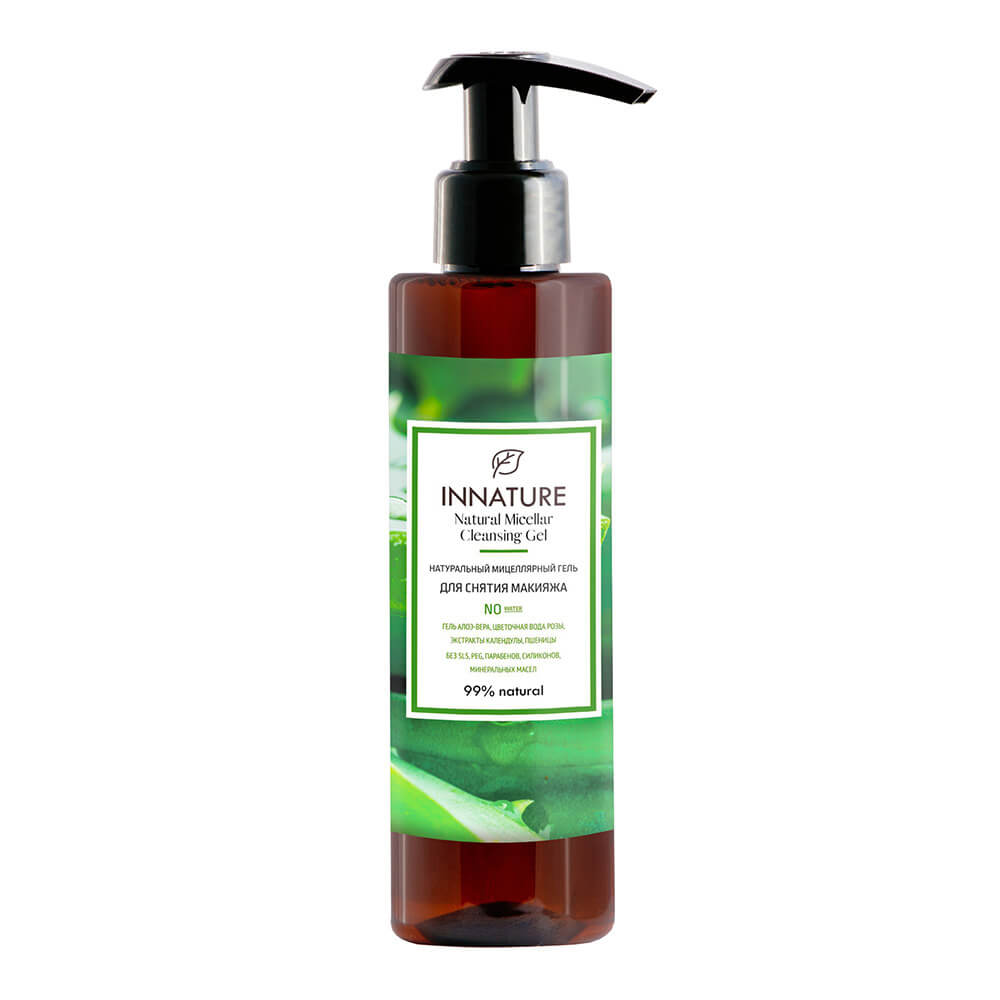 INNATURE
Natural Micellar
Cleansing Gel
НАТУРАЛЬНЫЙ МИЦЕЛЛЯРНЫЙ ГЕЛЬ
ДЛЯ СНЯТИЯ МАКИЯЖА
NO WATER
ГЕЛЬ АЛОЭ-ВЕРА, ЦВЕТОЧНАЯ ВОДА РОЗЫ,
ЭКСТРАКТЫ КАЛЕНДУЛЫ, ПШЕНИЦЫ
БЕЗ SLS, PEG, ПАРАБЕНОВ, СИЛИКОНОВ,
МИНЕРАЛЬНЫХ МАСЕЛ
99% natural